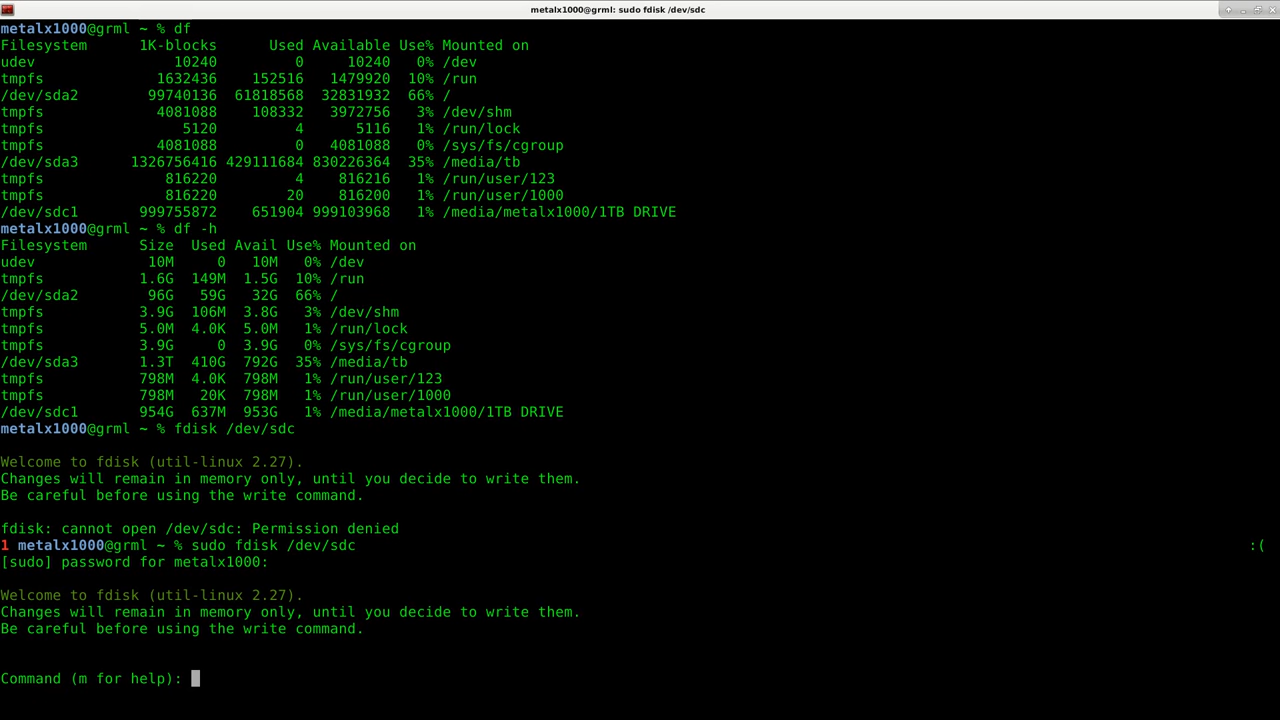 metalx1000@grml: sudo fdisk /dev/sdc
metalx1000@grml ~ % df
Filesystem      1K-blocks      Used Available Use% Mounted on
udev                10240         0     10240   0% /dev
tmpfs             1632436    152516   1479920  10% /run
/dev/sda2        99740136  61818568  32831932  66% /
tmpfs             4081088    108332   3972756   3% /dev/shm
tmpfs                5120         4      5116   1% /run/lock
tmpfs             4081088         0   4081088   0% /sys/fs/cgroup
/dev/sda3      1326756416 429111684 830226364  35% /media/tb
tmpfs              816220         4    816216   1% /run/user/123
tmpfs              816220        20    816200   1% /run/user/1000
/dev/sdc1       999755872    651904 999103968   1% /media/metalx1000/1TB DRIVE
metalx1000@grml ~ % df -h
Filesystem      Size  Used Avail Use% Mounted on
udev             10M     0   10M   0% /dev
tmpfs           1.6G  149M  1.5G  10% /run
/dev/sda2        96G   59G   32G  66% /
tmpfs           3.9G  106M  3.8G   3% /dev/shm
tmpfs           5.0M  4.0K  5.0M   1% /run/lock
tmpfs           3.9G     0  3.9G   0% /sys/fs/cgroup
/dev/sda3       1.3T  410G  792G  35% /media/tb
tmpfs           798M  4.0K  798M   1% /run/user/123
tmpfs           798M   20K  798M   1% /run/user/1000
/dev/sdc1       954G  637M  953G   1% /media/metalx1000/1TB DRIVE
metalx1000@grml ~ % fdisk /dev/sdc
Welcome to fdisk (util-linux 2.27).
Changes will remain in memory only, until you decide to write them.
Be careful before using the write command.
fdisk: cannot open /dev/sdc: Permission denied
1 metalx1000@grml ~ % sudo fdisk /dev/sdc :(
[sudo] password for metalx1000:
Welcome to fdisk (util-linux 2.27).
Changes will remain in memory only, until you decide to write them.
Be careful before using the write command.
Command (m for help):